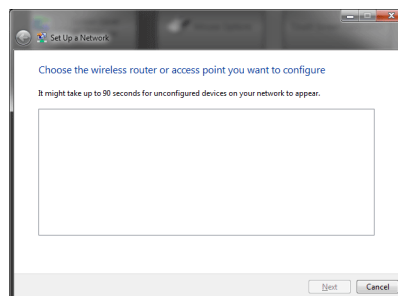 Set Up a Network
Choose the wireless router or access point you want to configure
It might take up to 90 seconds for unconfigured devices on your network to appear.
Next
Cancel